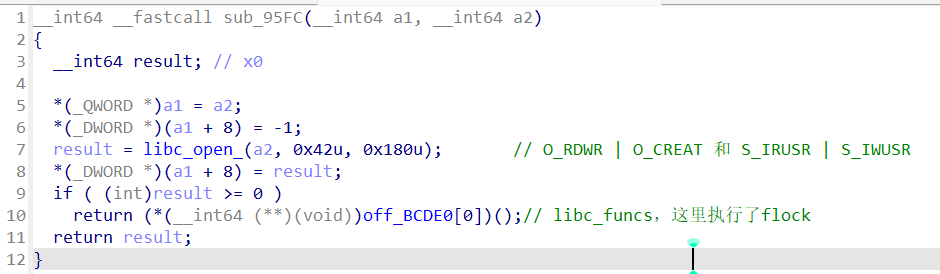 1 __int64 __fastcall sub_95FC(__int64 a1, __int64 a2)
2 {
3   __int64 result; // x0
4
5   *(_QWORD *)a1 = a2;
6   *(_DWORD *)(a1 + 8) = -1;
7   result = libc_open_(a2, 0x42u, 0x180u);        // O_RDWR | O_CREAT 和 S_IRUSR | S_IWUSR
8   *(_DWORD *)(a1 + 8) = result;
9   if ( (int)result >= 0 )
10     return (*(__int64 (**)(void))off_BCDE0[0])();// libc_funcs，这里执行了flock
11   return result;
12 }